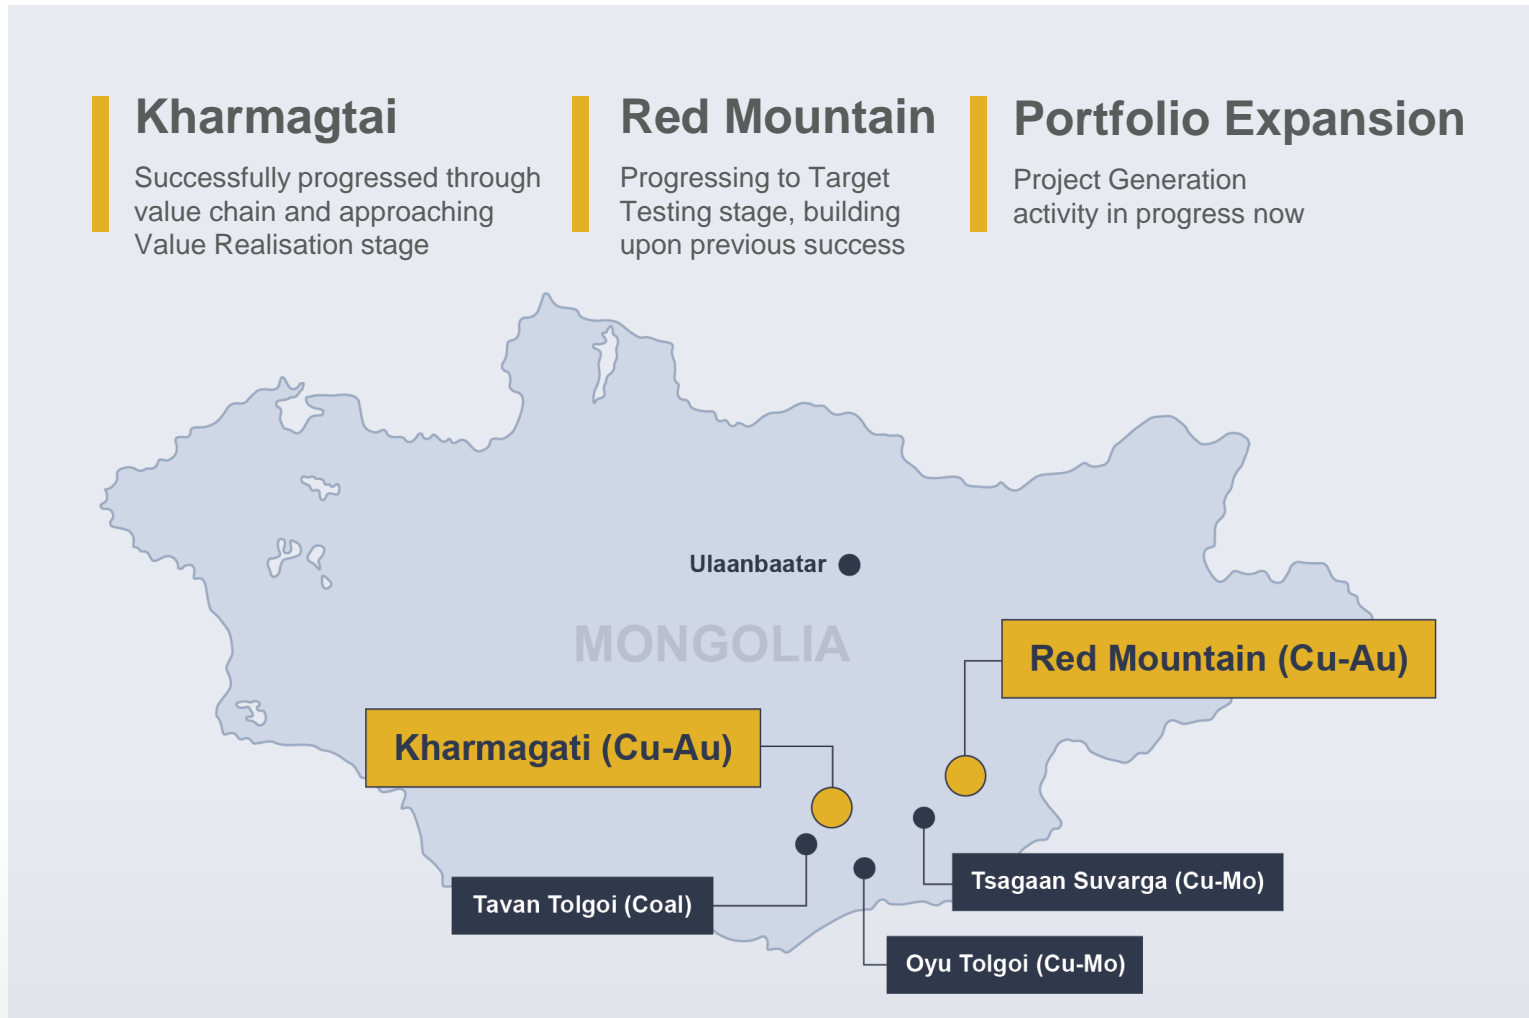 Kharmagtai
Successfully progressed through
value chain and approaching
Value Realisation stage
Red Mountain
Progressing to Target
Testing stage, building
upon previous success
Portfolio Expansion
Project Generation
activity in progress now
Ulaanbaatar
MONGOLIA
Red Mountain (Cu-Au)
Kharmagati (Cu-Au)
Tsagaan Suvarga (Cu-Mo)
Tavan Tolgoi (Coal)
Oyu Tolgoi (Cu-Mo)